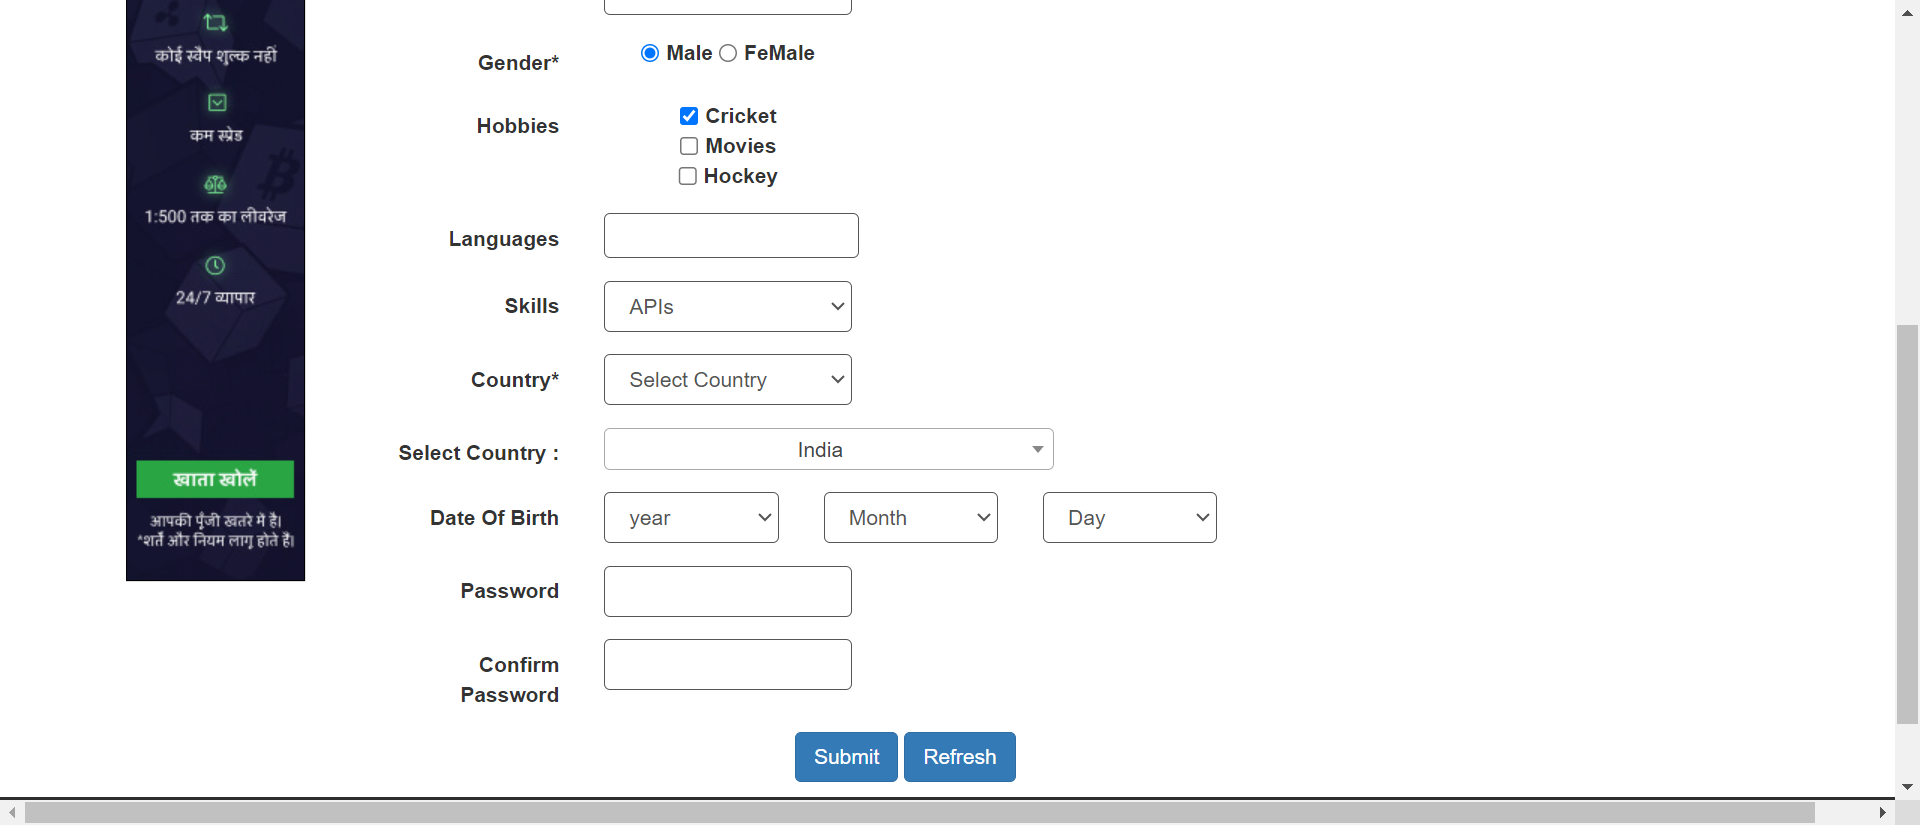 कोई स्वैप शुल्क नहीं
कम स्प्रेड
1:500 तक का लीवरेज
24/7 व्यापार
खाता खोलें
आपकी पूँजी खतरे में है।
*शर्तें और नियम लागू होते हैं।
Gender*
Male FeMale
Hobbies
Cricket
Movies
Hockey
Languages
Skills
APIs
Country*
Select Country
Select Country :
India
Date Of Birth
year
Month
Day
Password
Confirm
Password
Submit
Refresh